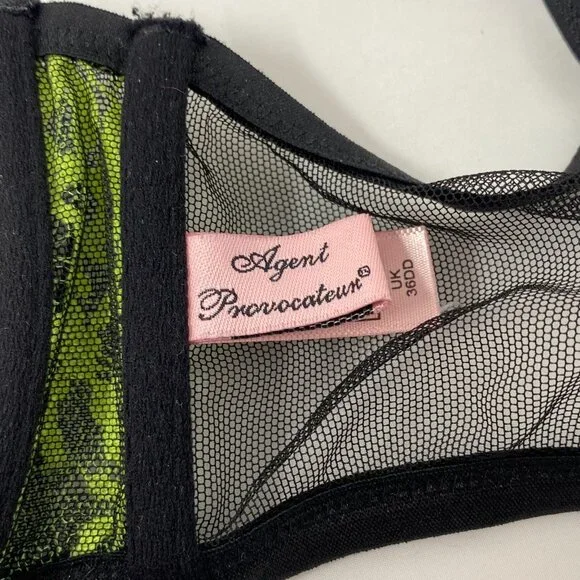 Agent
Provocateur®
UK
36DD